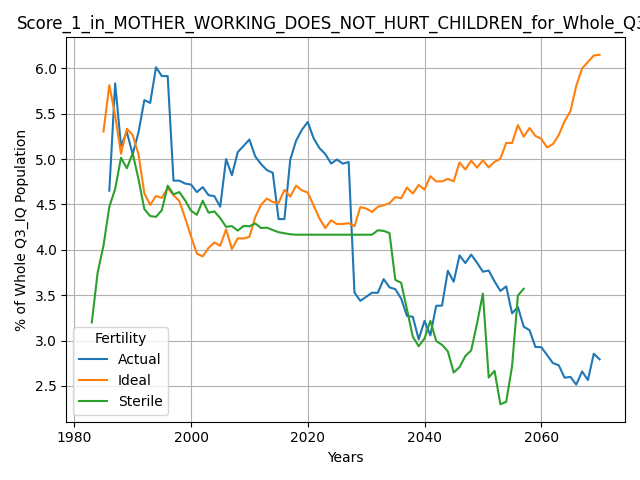 Score_1_in_MOTHER_WORKING_DOES_NOT_HURT_CHILDREN_for_Whole_Q3
6.0
5.5
5.0
4.5
4.0
3.5
3.0
2.5
% of Whole Q3_IQ Population
Fertility
Actual
Ideal
Sterile
1980
2000
2020
2040
2060
Years